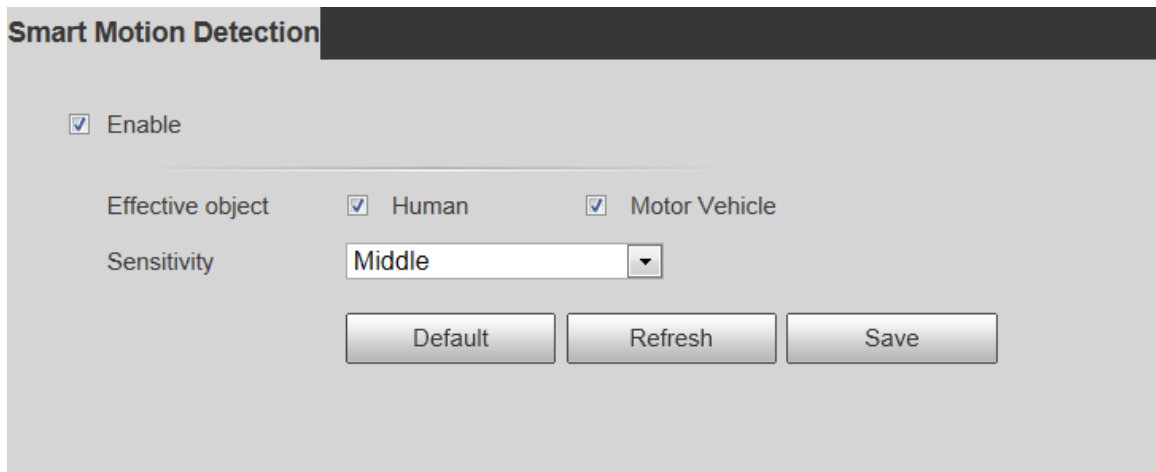 Smart Motion Detection
Enable
Effective object Human Motor Vehicle
Sensitivity Middle
Default Refresh Save